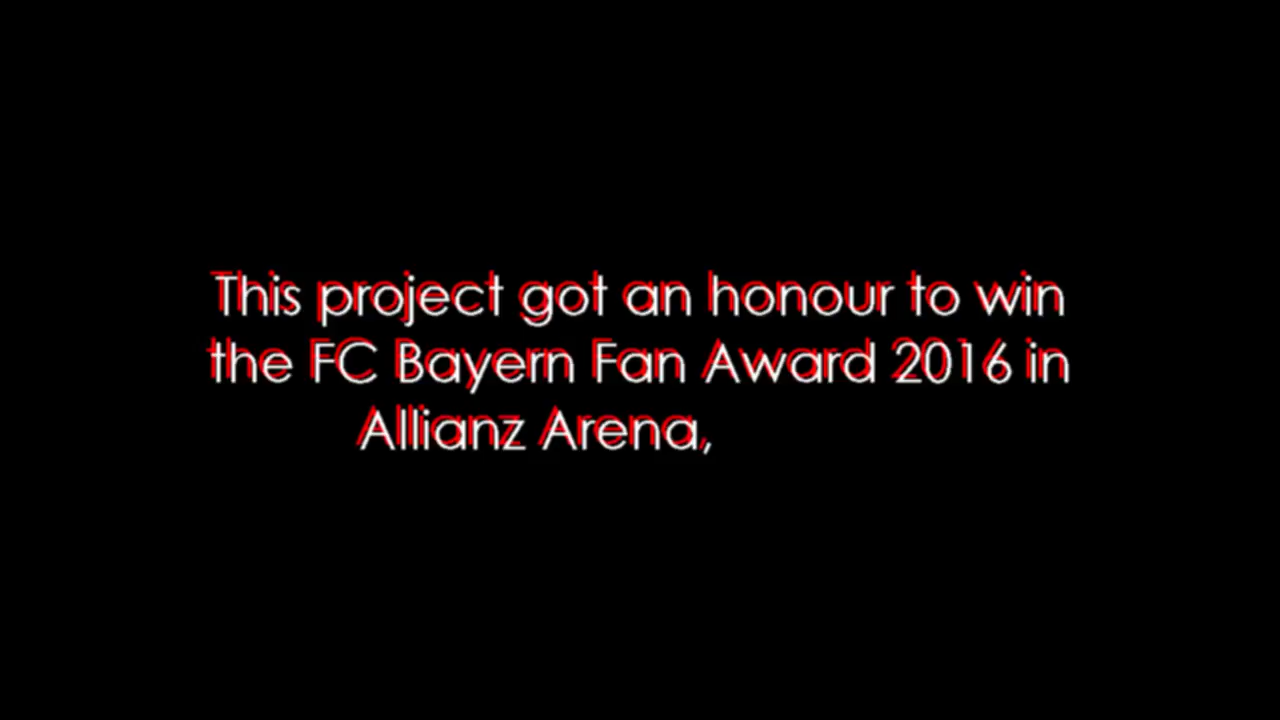 This project got an honour to win
the FC Bayern Fan Award 2016 in
Allianz Arena,